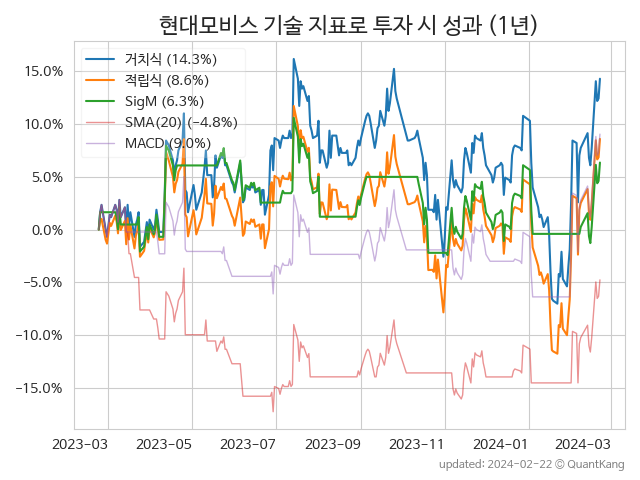 현대모비스 기술 지표로 투자 시 성과 (1년)
거치식 (14.3%)
적립식 (8.6%)
SigM (6.3%)
SMA(20) (−4.8%)
MACD (9.0%)
15.0%
10.0%
5.0%
0.0%
−5.0%
−10.0%
−15.0%
2023-03 2023-05 2023-07 2023-09 2023-11 2024-01 2024-03
updated: 2024-02-22 ⓒ QuantKang